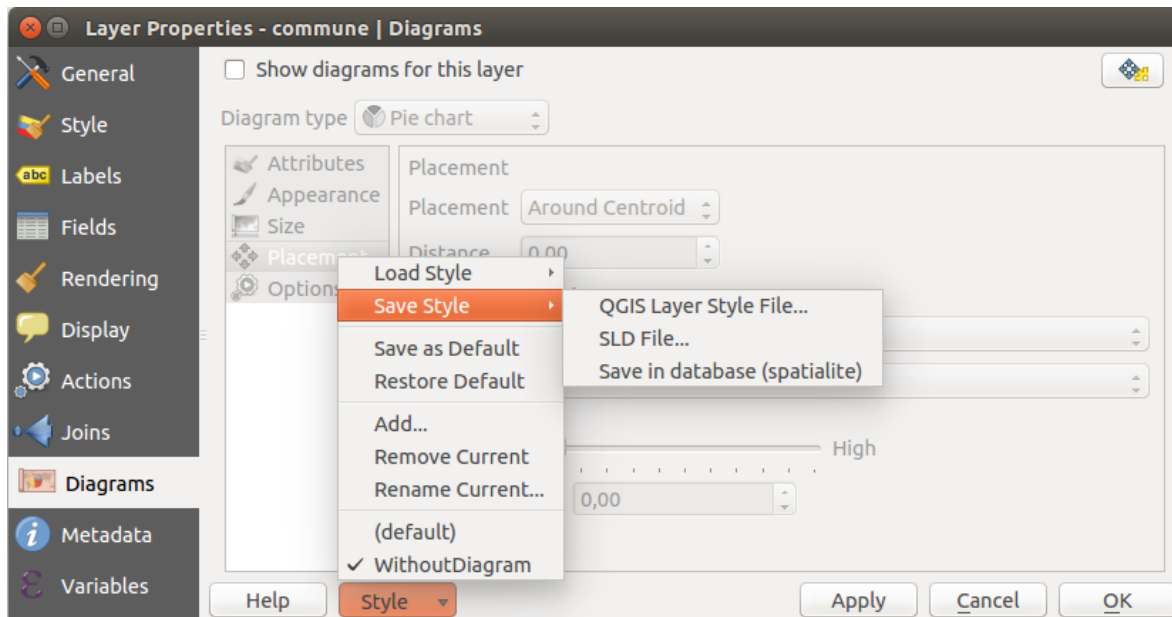 Layer Properties - commune | Diagrams
General
Style
abc Labels
Fields
Rendering
Display
Actions
Joins
Diagrams
Metadata
Variables
Show diagrams for this layer
Diagram type Pie chart
Attributes
Appearance
Size
Options
Placement
Placement Around Centroid
Distance 0,00
Load Style
Save Style
Save as Default
Restore Default
Add...
Remove Current
Rename Current...
(default)
WithoutDiagram
QGIS Layer Style File...
SLD File...
Save in database (spatialite)
High
0,00
Help
Style
Apply
Cancel
OK